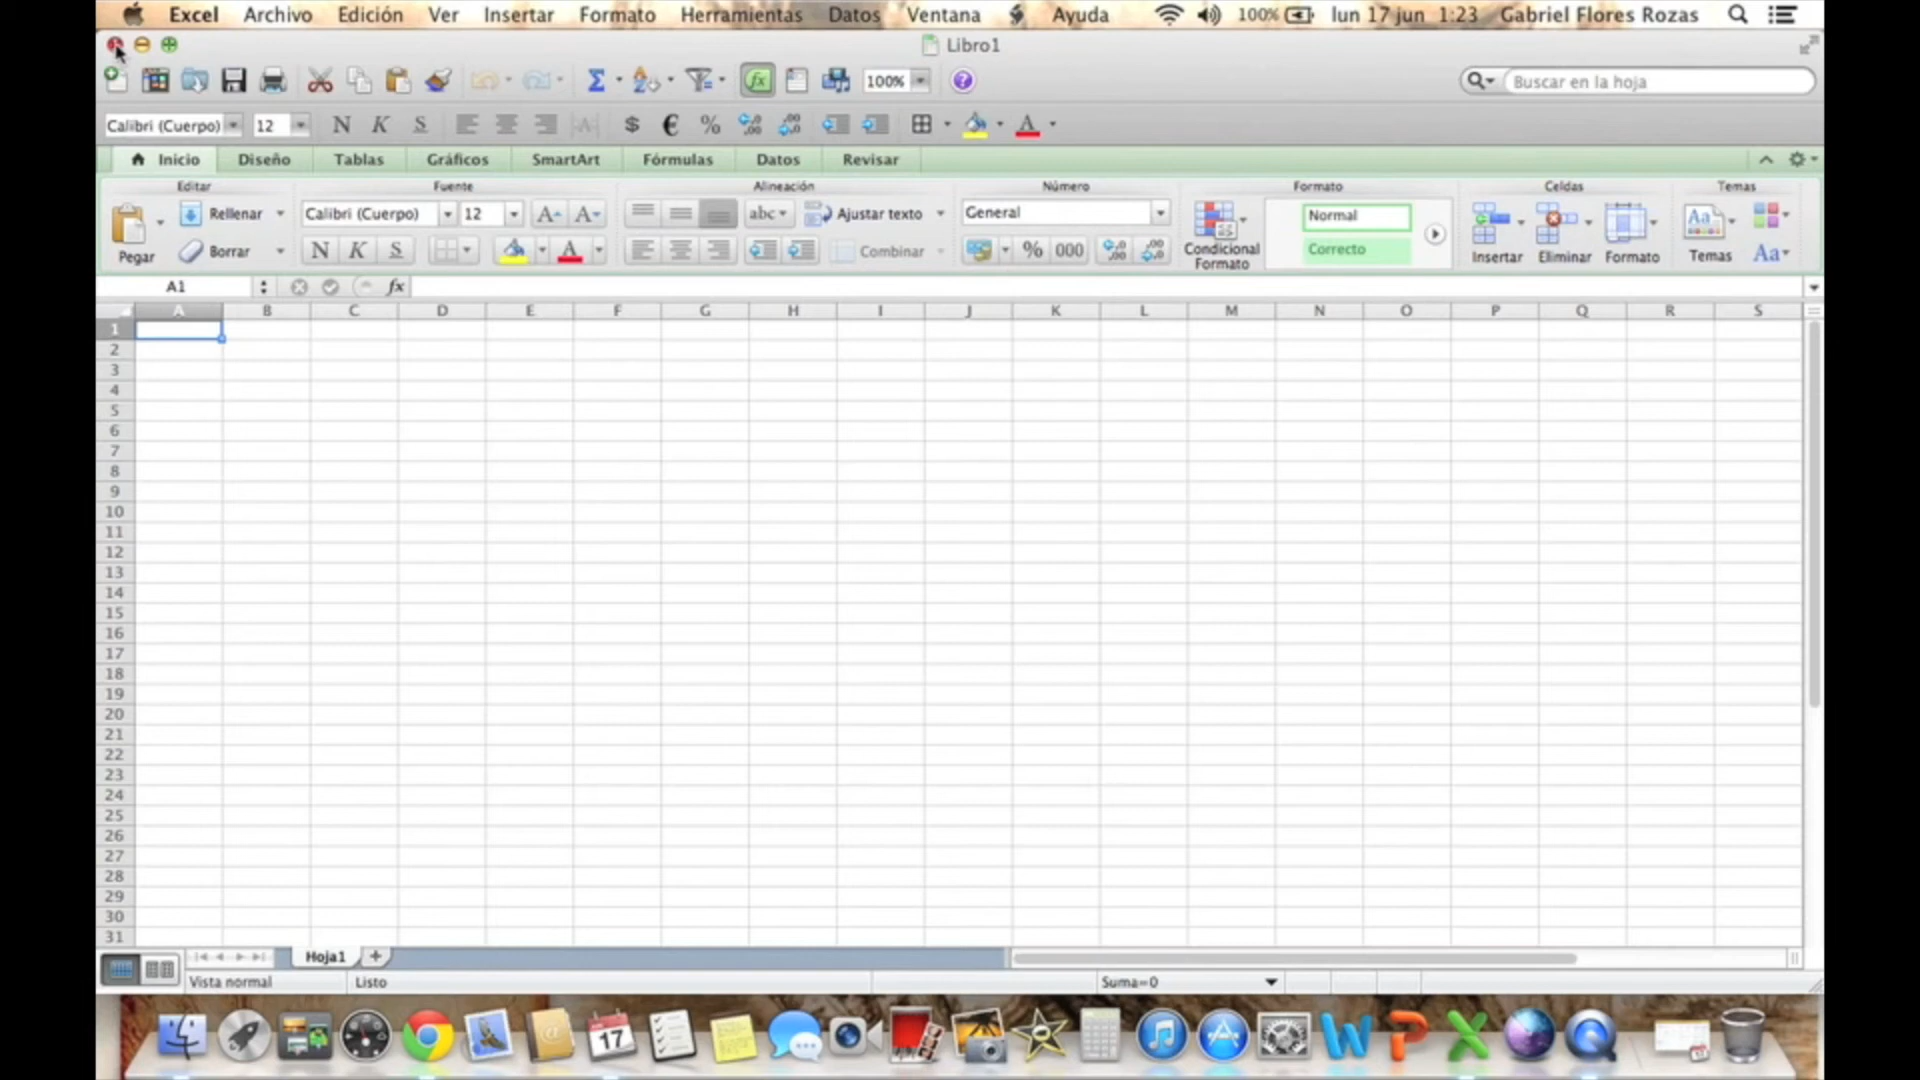 Excel Archivo Edición Ver Insertar Formato Herramientas Datos Ventana Ayuda 100% lun 17 jun 1:23 Gabriel Flores Rozas
Libro1
100% Buscar en la hoja
Calibri (Cuerpo) 12 N K S $ € %
Inicio Diseño Tablas Gráficos SmartArt Fórmulas Datos Revisar
Editar Fuente Alineación Número Formato Celdas Temas
Rellenar Calibri (Cuerpo) 12 A A abc Ajustar texto General Normal
Pegar Borrar N K S A Combinar % 000 Condicional Formato Correcto Insertar Eliminar Formato Temas Aa
A1 fx
A B C D E F G H I J K L M N O P Q R S
1
2
3
4
5
6
7
8
9
10
11
12
13
14
15
16
17
18
19
20
21
22
23
24
25
26
27
28
29
30
31
Hoja1
Vista normal Listo Suma=0
17